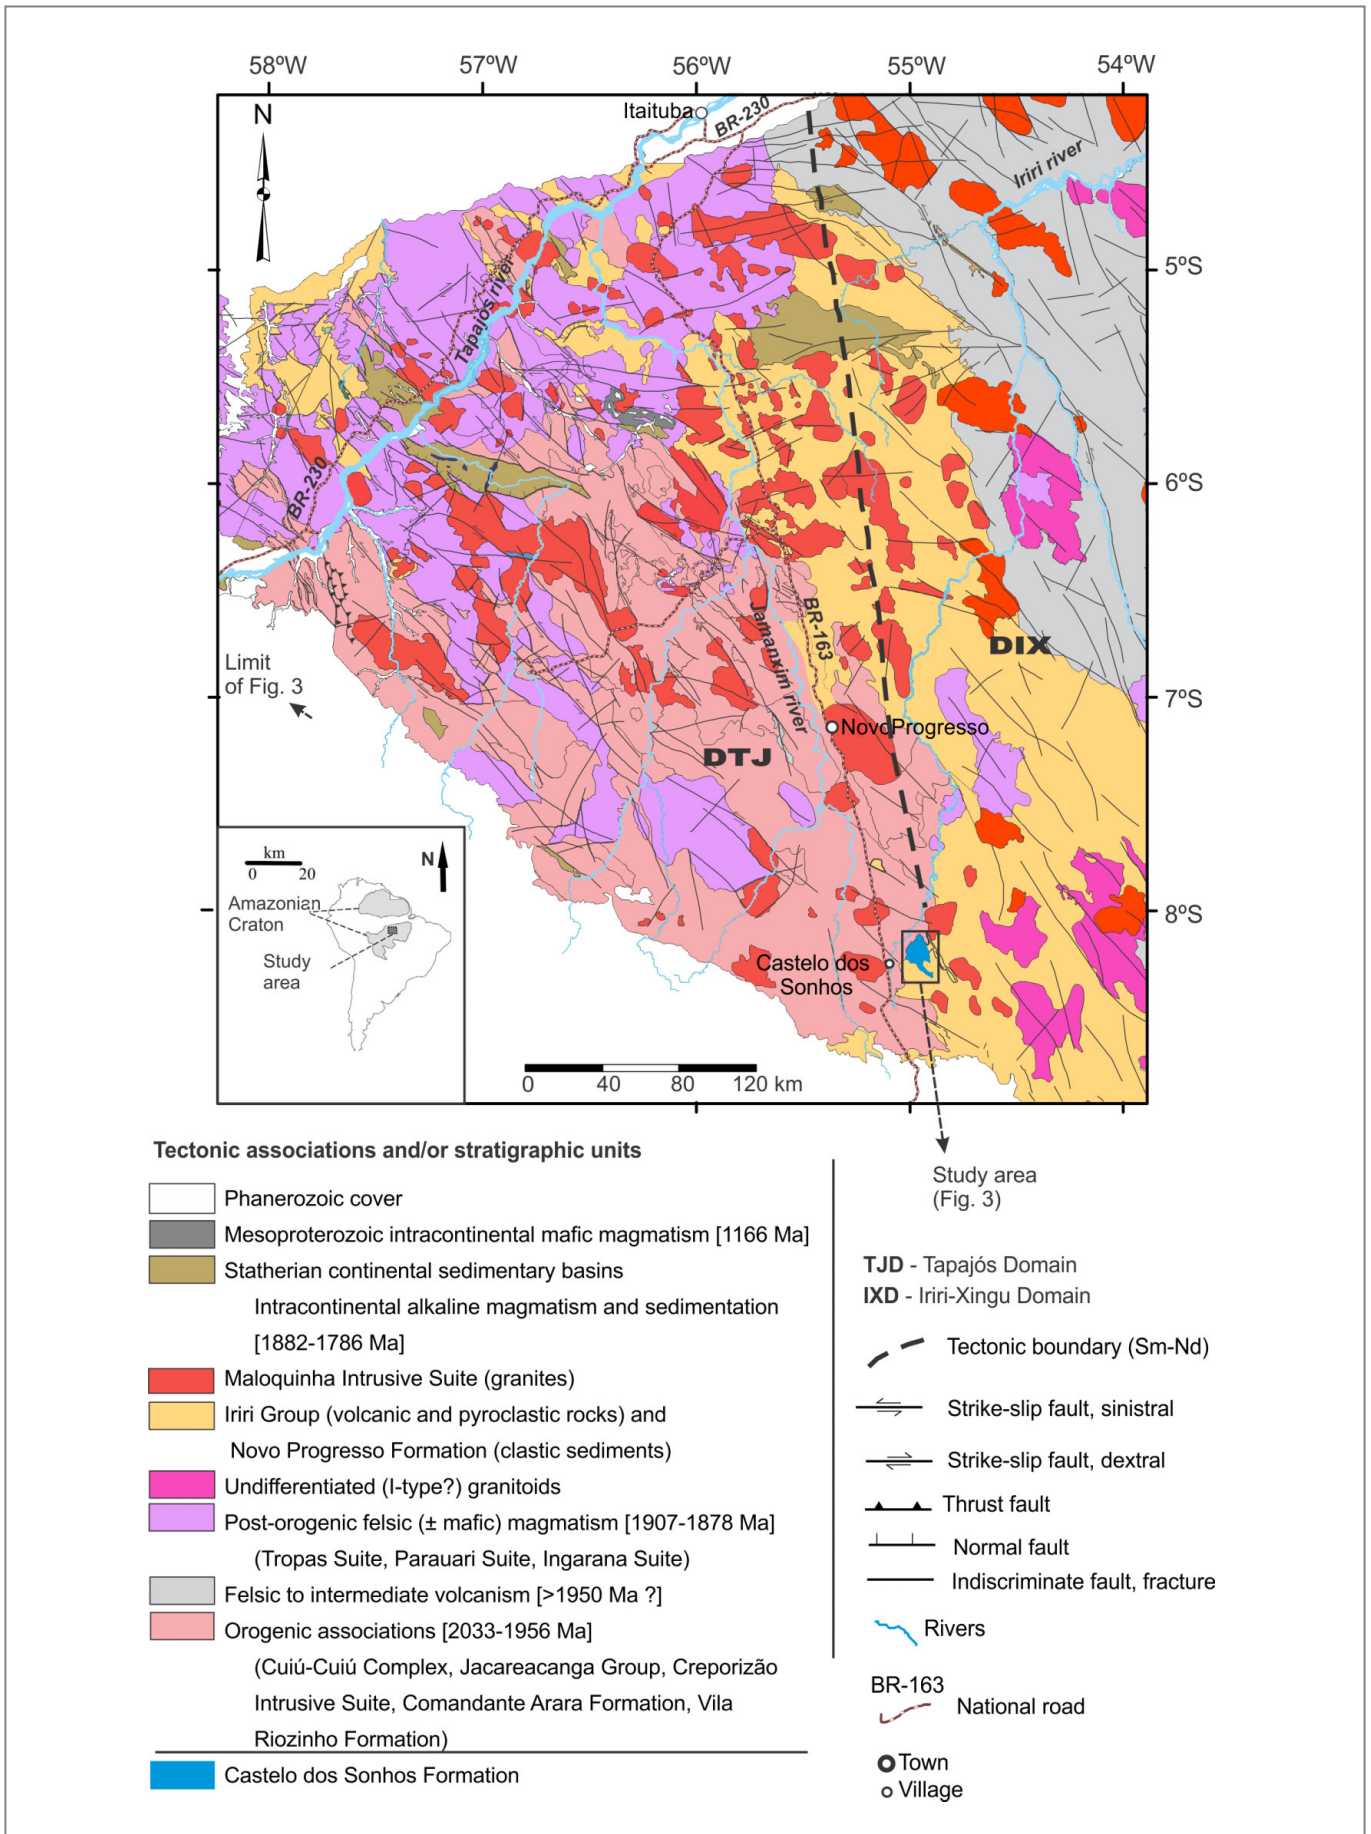 58ºW 57ºW 56ºW 55ºW 54ºW
N
Itaituba
BR-230
Iriri river
5ºS
Tapajós river
6ºS
BR-230
Jamanxim river
BR-163
DIX
Limit
of Fig. 3
7ºS
NovoProgresso
DTJ
km
0 20
N
Amazonian
Craton
Study
area
8ºS
Castelo dos
Sonhos
0 40 80 120 km
Tectonic associations and/or stratigraphic units
Phanerozoic cover
Mesoproterozoic intracontinental mafic magmatism [1166 Ma]
Statherian continental sedimentary basins
Intracontinental alkaline magmatism and sedimentation
[1882-1786 Ma]
Maloquinha Intrusive Suite (granites)
Iriri Group (volcanic and pyroclastic rocks) and
Novo Progresso Formation (clastic sediments)
Undifferentiated (I-type?) granitoids
Post-orogenic felsic (± mafic) magmatism [1907-1878 Ma]
(Tropas Suite, Parauari Suite, Ingarana Suite)
Felsic to intermediate volcanism [>1950 Ma ?]
Orogenic associations [2033-1956 Ma]
(Cuiú-Cuiú Complex, Jacareacanga Group, Creporizão
Intrusive Suite, Comandante Arara Formation, Vila
Riozinho Formation)
Castelo dos Sonhos Formation
Study area
(Fig. 3)
TJD - Tapajós Domain
IXD - Iriri-Xingu Domain
Tectonic boundary (Sm-Nd)
Strike-slip fault, sinistral
Strike-slip fault, dextral
Thrust fault
Normal fault
Indiscriminate fault, fracture
Rivers
BR-163
National road
Town
Village